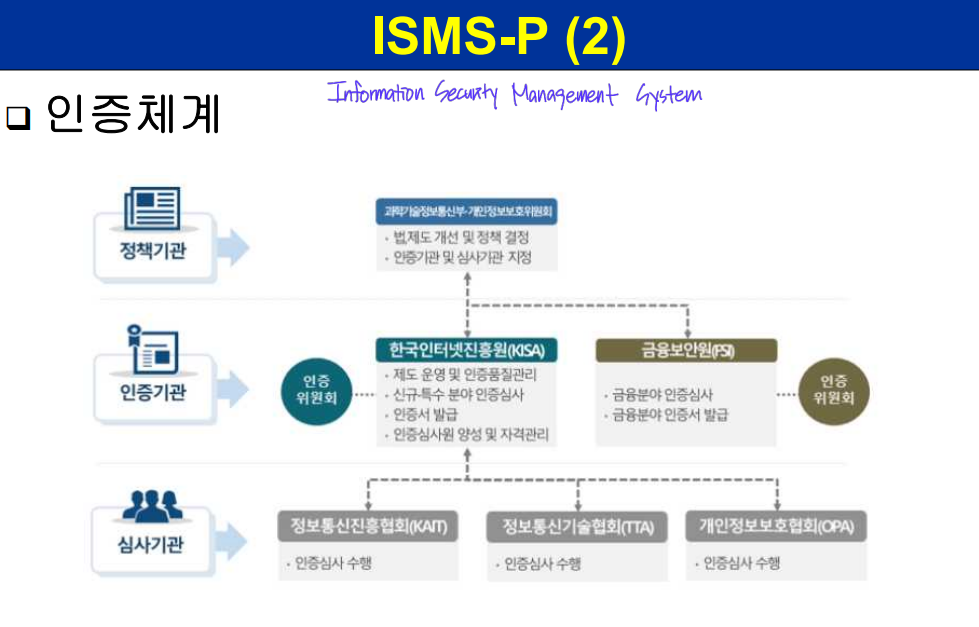 ISMS-P (2)
Information Security Management System
❑ 인증체계
정책기관
과학기술정보통신부·개인정보보호위원회
· 법,제도 개선 및 정책 결정
· 인증기관 및 심사기관 지정
인증기관
인증
위원회
한국인터넷진흥원(KISA)
· 제도 운영 및 인증품질관리
· 신규·특수 분야 인증심사
· 인증서 발급
· 인증심사원 양성 및 자격관리
금융보안원(FSI)
· 금융분야 인증심사
· 금융분야 인증서 발급
인증
위원회
심사기관
정보통신진흥협회(KAIT)
· 인증심사 수행
정보통신기술협회(TTA)
· 인증심사 수행
개인정보보호협회(OPA)
· 인증심사 수행